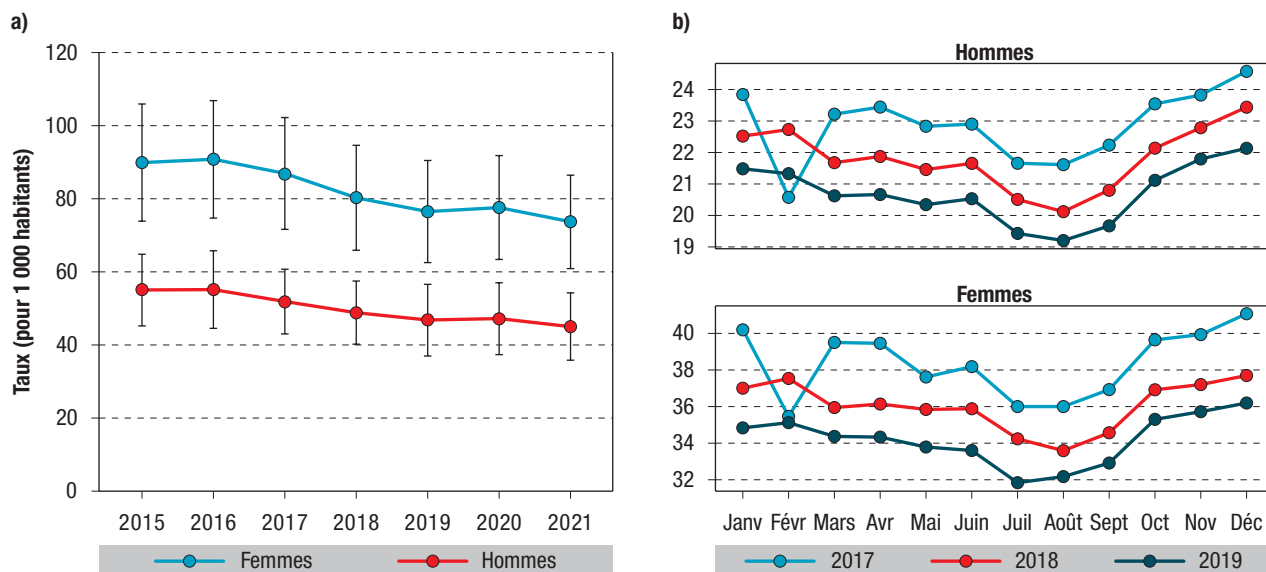 a)
Taux (pour 1 000 habitants)
120
100
80
60
40
20
0
2015 2016 2017 2018 2019 2020 2021
Femmes Hommes
b)
Hommes
24
23
22
21
20
19
Femmes
40
38
36
34
32
Janv Févr Mars Avr Mai Juin Juil Août Sept Oct Nov Déc
2017 2018 2019